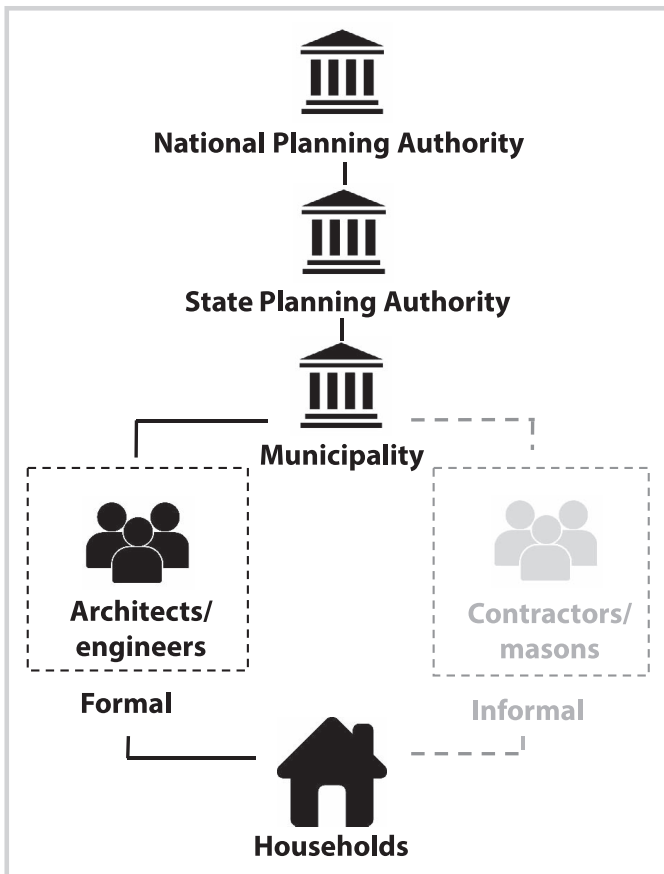 National Planning Authority
State Planning Authority
Municipality
Architects/
engineers
Contractors/
masons
Formal
Informal
Households